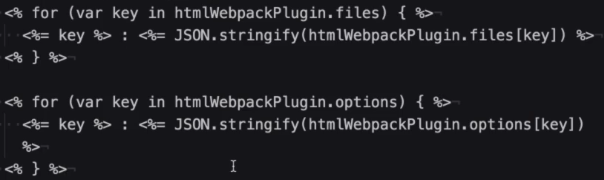 <% for (var key in htmlWebpackPlugin.files) { %>
<%= key %> : <%= JSON.stringify(htmlWebpackPlugin.files[key]) %>
<% } %>
<% for (var key in htmlWebpackPlugin.options) { %>
<%= key %> : <%= JSON.stringify(htmlWebpackPlugin.options[key])
%>
<% } %>